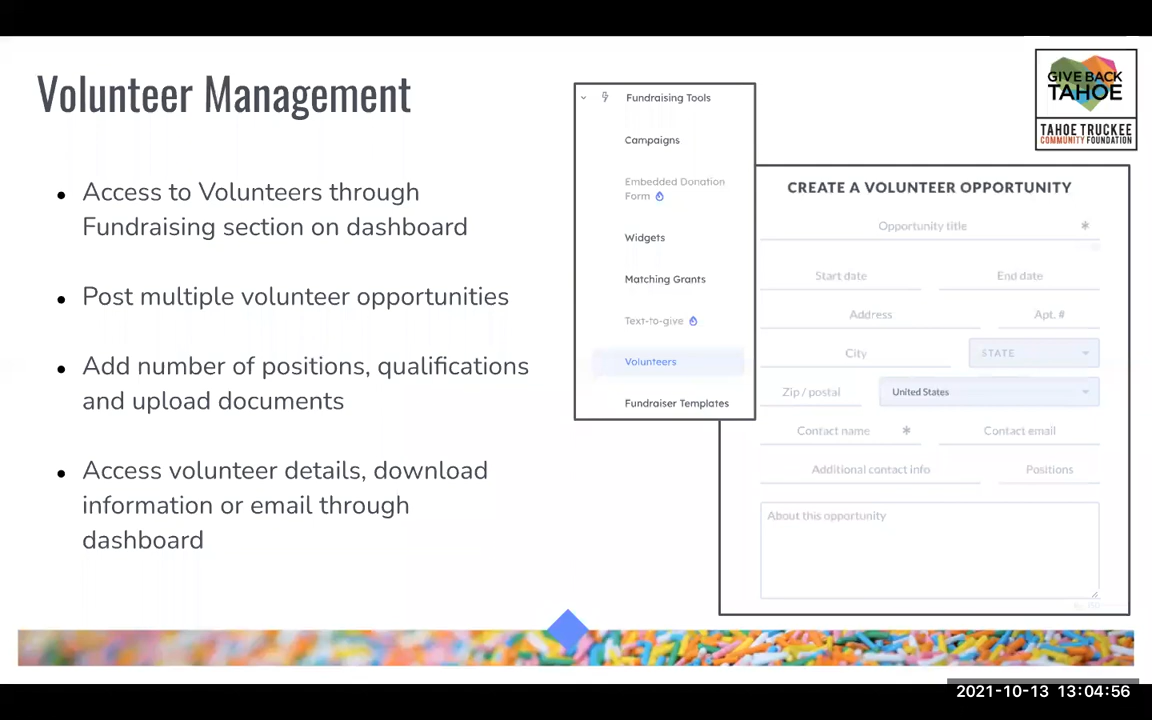 Volunteer Management
Access to Volunteers through
Fundraising section on dashboard
Post multiple volunteer opportunities
Add number of positions, qualifications
and upload documents
Access volunteer details, download
information or email through
dashboard
Fundraising Tools
Campaigns
Embedded Donation
Form
Widgets
Matching Grants
Text-to-give
Volunteers
Fundraiser Templates
GIVE BACK
TAHOE
TAHOE TRUCKEE
COMMUNITY FOUNDATION
CREATE A VOLUNTEER OPPORTUNITY
Opportunity title *
Start date End date
Address Apt. #
City STATE
Zip / postal United States
Contact name * Contact email
Additional contact info Positions
About this opportunity
2021-10-13 13:04:56